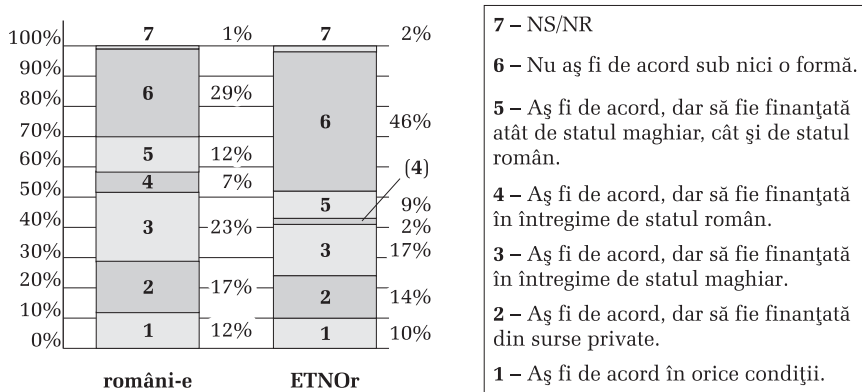 100%
90%
80%
70%
60%
50%
40%
30%
20%
10%
0%
7 1% 7 2%
6 29% 6 46%
5 12% (4)
4 7% 5 9%
2%
3 23% 3 17%
2 17% 2 14%
1 12% 1 10%
români-e ETNOr
7 – NS/NR
6 – Nu aş fi de acord sub nici o formă.
5 – Aş fi de acord, dar să fie finanţată
atât de statul maghiar, cât şi de statul
român.
4 – Aş fi de acord, dar să fie finanţată
în întregime de statul român.
3 – Aş fi de acord, dar să fie finanţată
în întregime de statul maghiar.
2 – Aş fi de acord, dar să fie finanţată
din surse private.
1 – Aş fi de acord în orice condiţii.